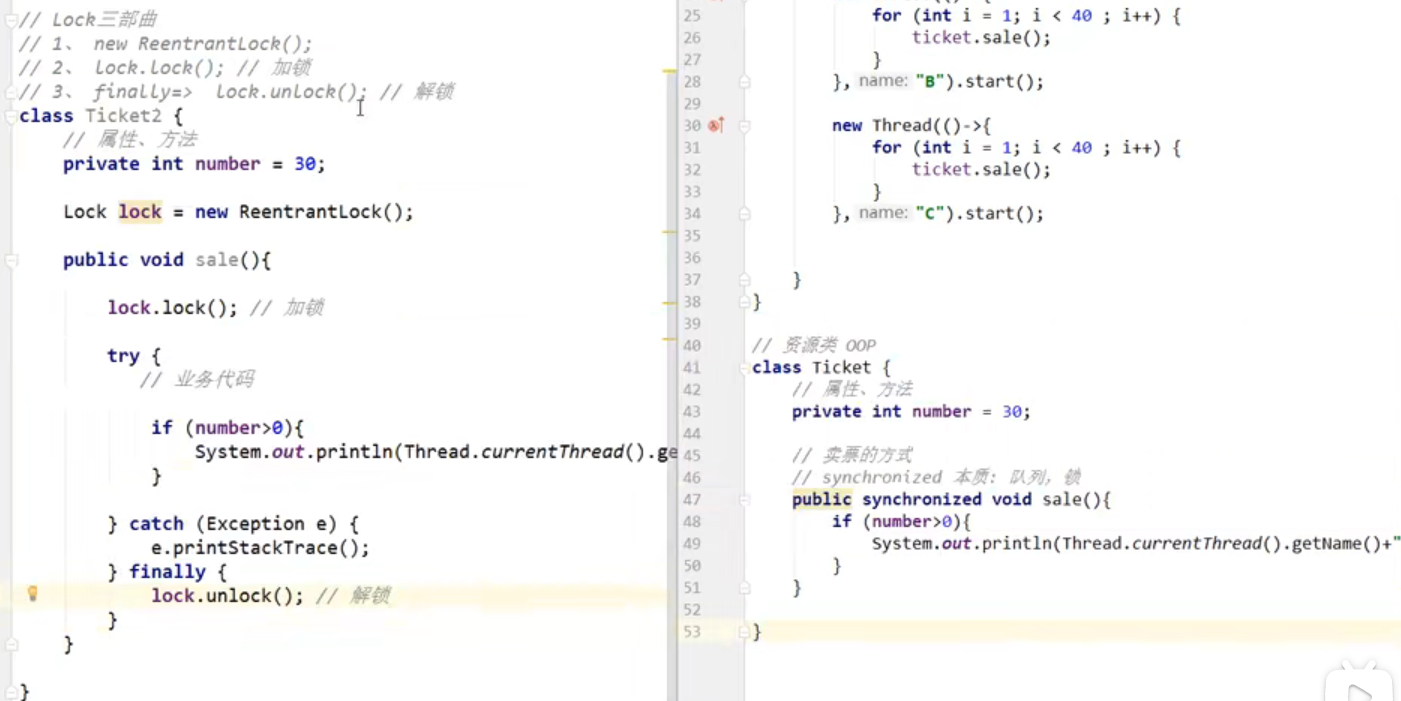 // Lock三部曲
// 1、 new ReentrantLock();
// 2、 Lock.lock(); // 加锁
// 3、 finally=> Lock.unlock(); // 解锁
class Ticket2 {
// 属性、方法
private int number = 30;
Lock lock = new ReentrantLock();
public void sale(){
lock.lock(); // 加锁
try {
// 业务代码
if (number>0){
System.out.println(Thread.currentThread().ge
}
} catch (Exception e) {
e.printStackTrace();
} finally {
lock.unlock(); // 解锁
}
}
}
25 for (int i = 1; i < 40 ; i++) {
26 ticket.sale();
27 }
28 }, name: "B").start();
29
30 new Thread(()->{
31 for (int i = 1; i < 40 ; i++) {
32 ticket.sale();
33 }
34 }, name: "C").start();
35
36
37 }
38 }
39
40 // 资源类 OOP
41 class Ticket {
42 // 属性、方法
43 private int number = 30;
44
45 // 卖票的方式
46 // synchronized 本质: 队列，锁
47 public synchronized void sale(){
48 if (number>0){
49 System.out.println(Thread.currentThread().getName()+"
50 }
51 }
52
53 }